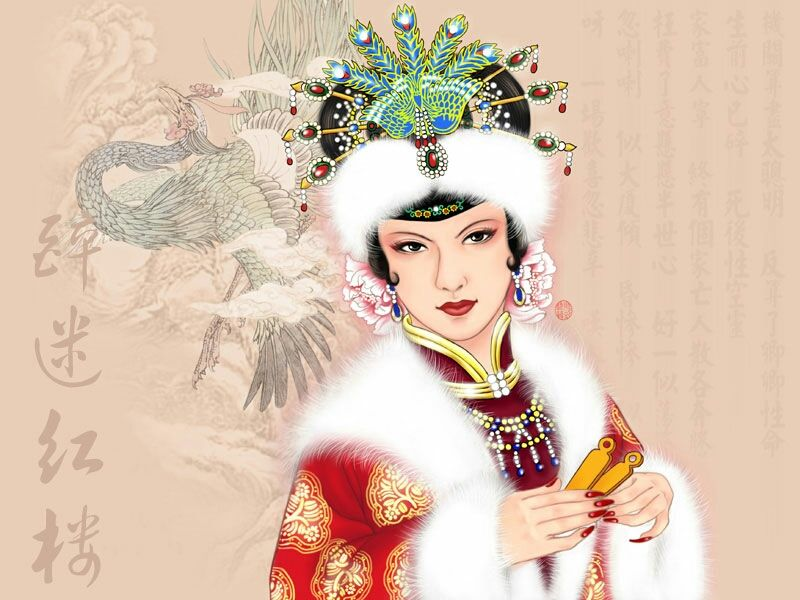 醉迷红楼
機關算盡太聰明 反算了卿卿性命
生前心已碎 死後性空靈
家富人寧 終有個家亡人散各奔騰
枉費了意懸懸半世心 好一似
忽喇喇 似大廈傾
呀 一場歡喜忽悲辛